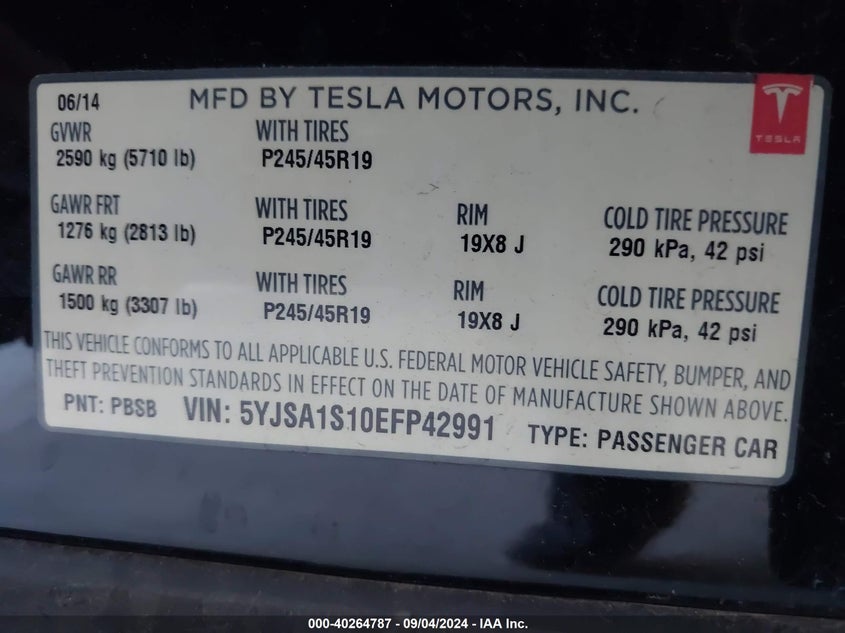 06/14 MFD BY TESLA MOTORS, INC.
TESLA
GVWR WITH TIRES
2590 kg (5710 lb) P245/45R19
GAWR FRT WITH TIRES RIM COLD TIRE PRESSURE
1276 kg (2813 lb) P245/45R19 19X8 J 290 kPa, 42 psi
GAWR RR WITH TIRES RIM COLD TIRE PRESSURE
1500 kg (3307 lb) P245/45R19 19X8 J 290 kPa, 42 psi
THIS VEHICLE CONFORMS TO ALL APPLICABLE U.S. FEDERAL MOTOR VEHICLE SAFETY, BUMPER, AND
THEFT PREVENTION STANDARDS IN EFFECT ON THE DATE OF MANUFACTURE SHOWN ABOVE.
PNT: PBSB VIN: 5YJSA1S10EFP42991 TYPE: PASSENGER CAR
000-40264787 - 09/04/2024 - IAA Inc.